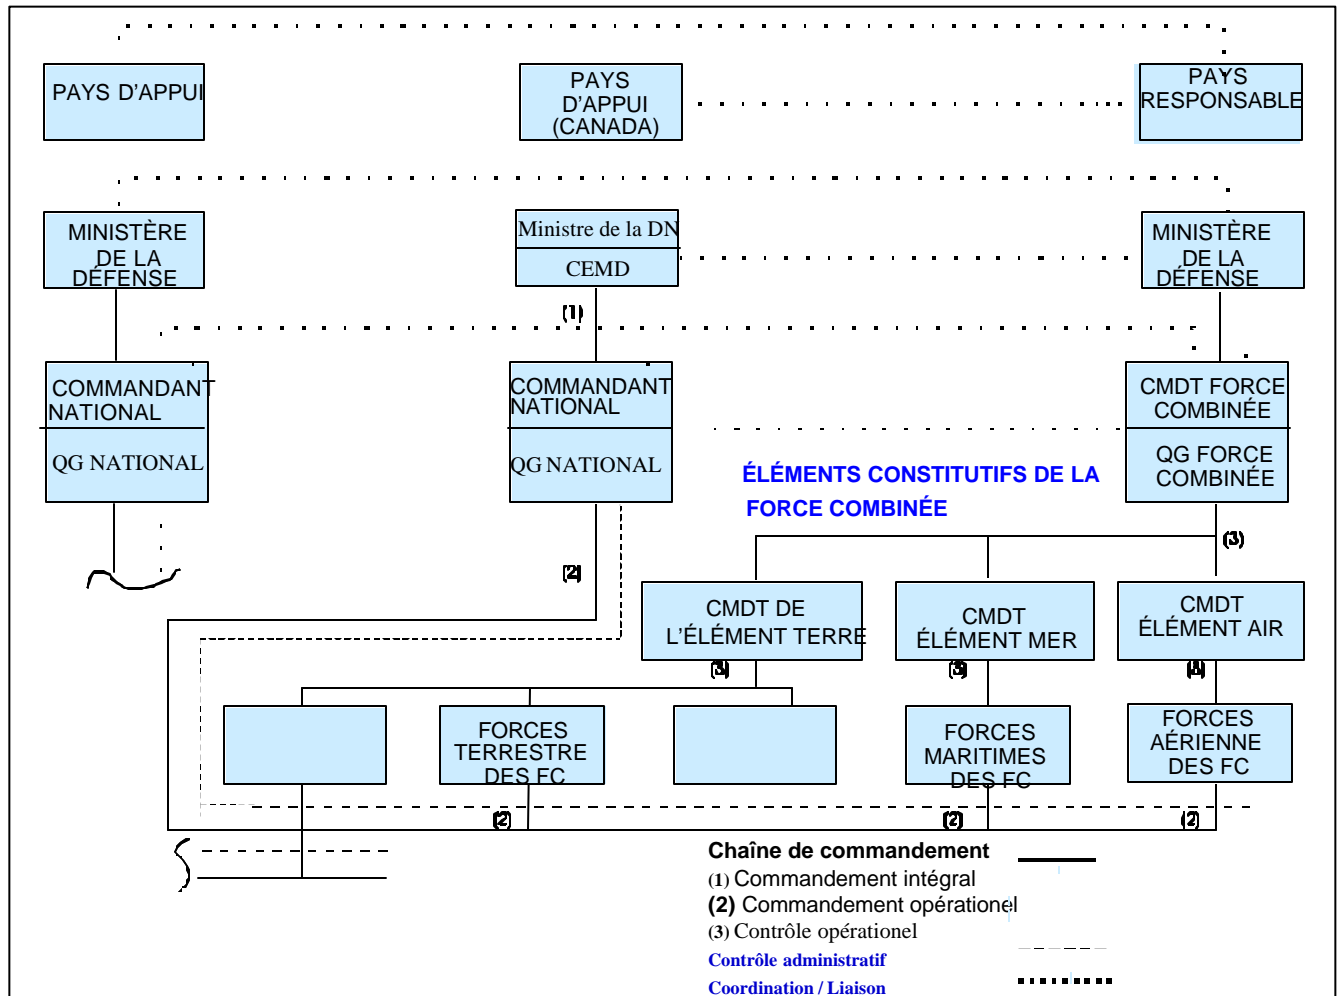 PAYS D'APPUI
PAYS
D'APPUI
(CANADA)
PAYS
RESPONSABLE
MINISTÈRE
DE LA
DÉFENSE
Ministre de la DN
CEMD
MINISTÈRE
DE LA
DÉFENSE
(1)
COMMANDANT
NATIONAL
QG NATIONAL
COMMANDANT
NATIONAL
QG NATIONAL
CMDT FORCE
COMBINÉE
QG FORCE
COMBINÉE
ÉLÉMENTS CONSTITUTIFS DE LA
FORCE COMBINÉE
(3)
(2)
CMDT DE
L'ÉLÉMENT TERRE
CMDT
ÉLÉMENT MER
CMDT
ÉLÉMENT AIR
(3)
(3)
FORCES
TERRESTRE
DES FC
FORCES
MARITIMES
DES FC
FORCES
AÉRIENNE
DES FC
(2)
(2)
(2)
Chaîne de commandement
(1) Commandement intégral
(2) Commandement opérationel
(3) Contrôle opérationel
Contrôle administratif
Coordination / Liaison